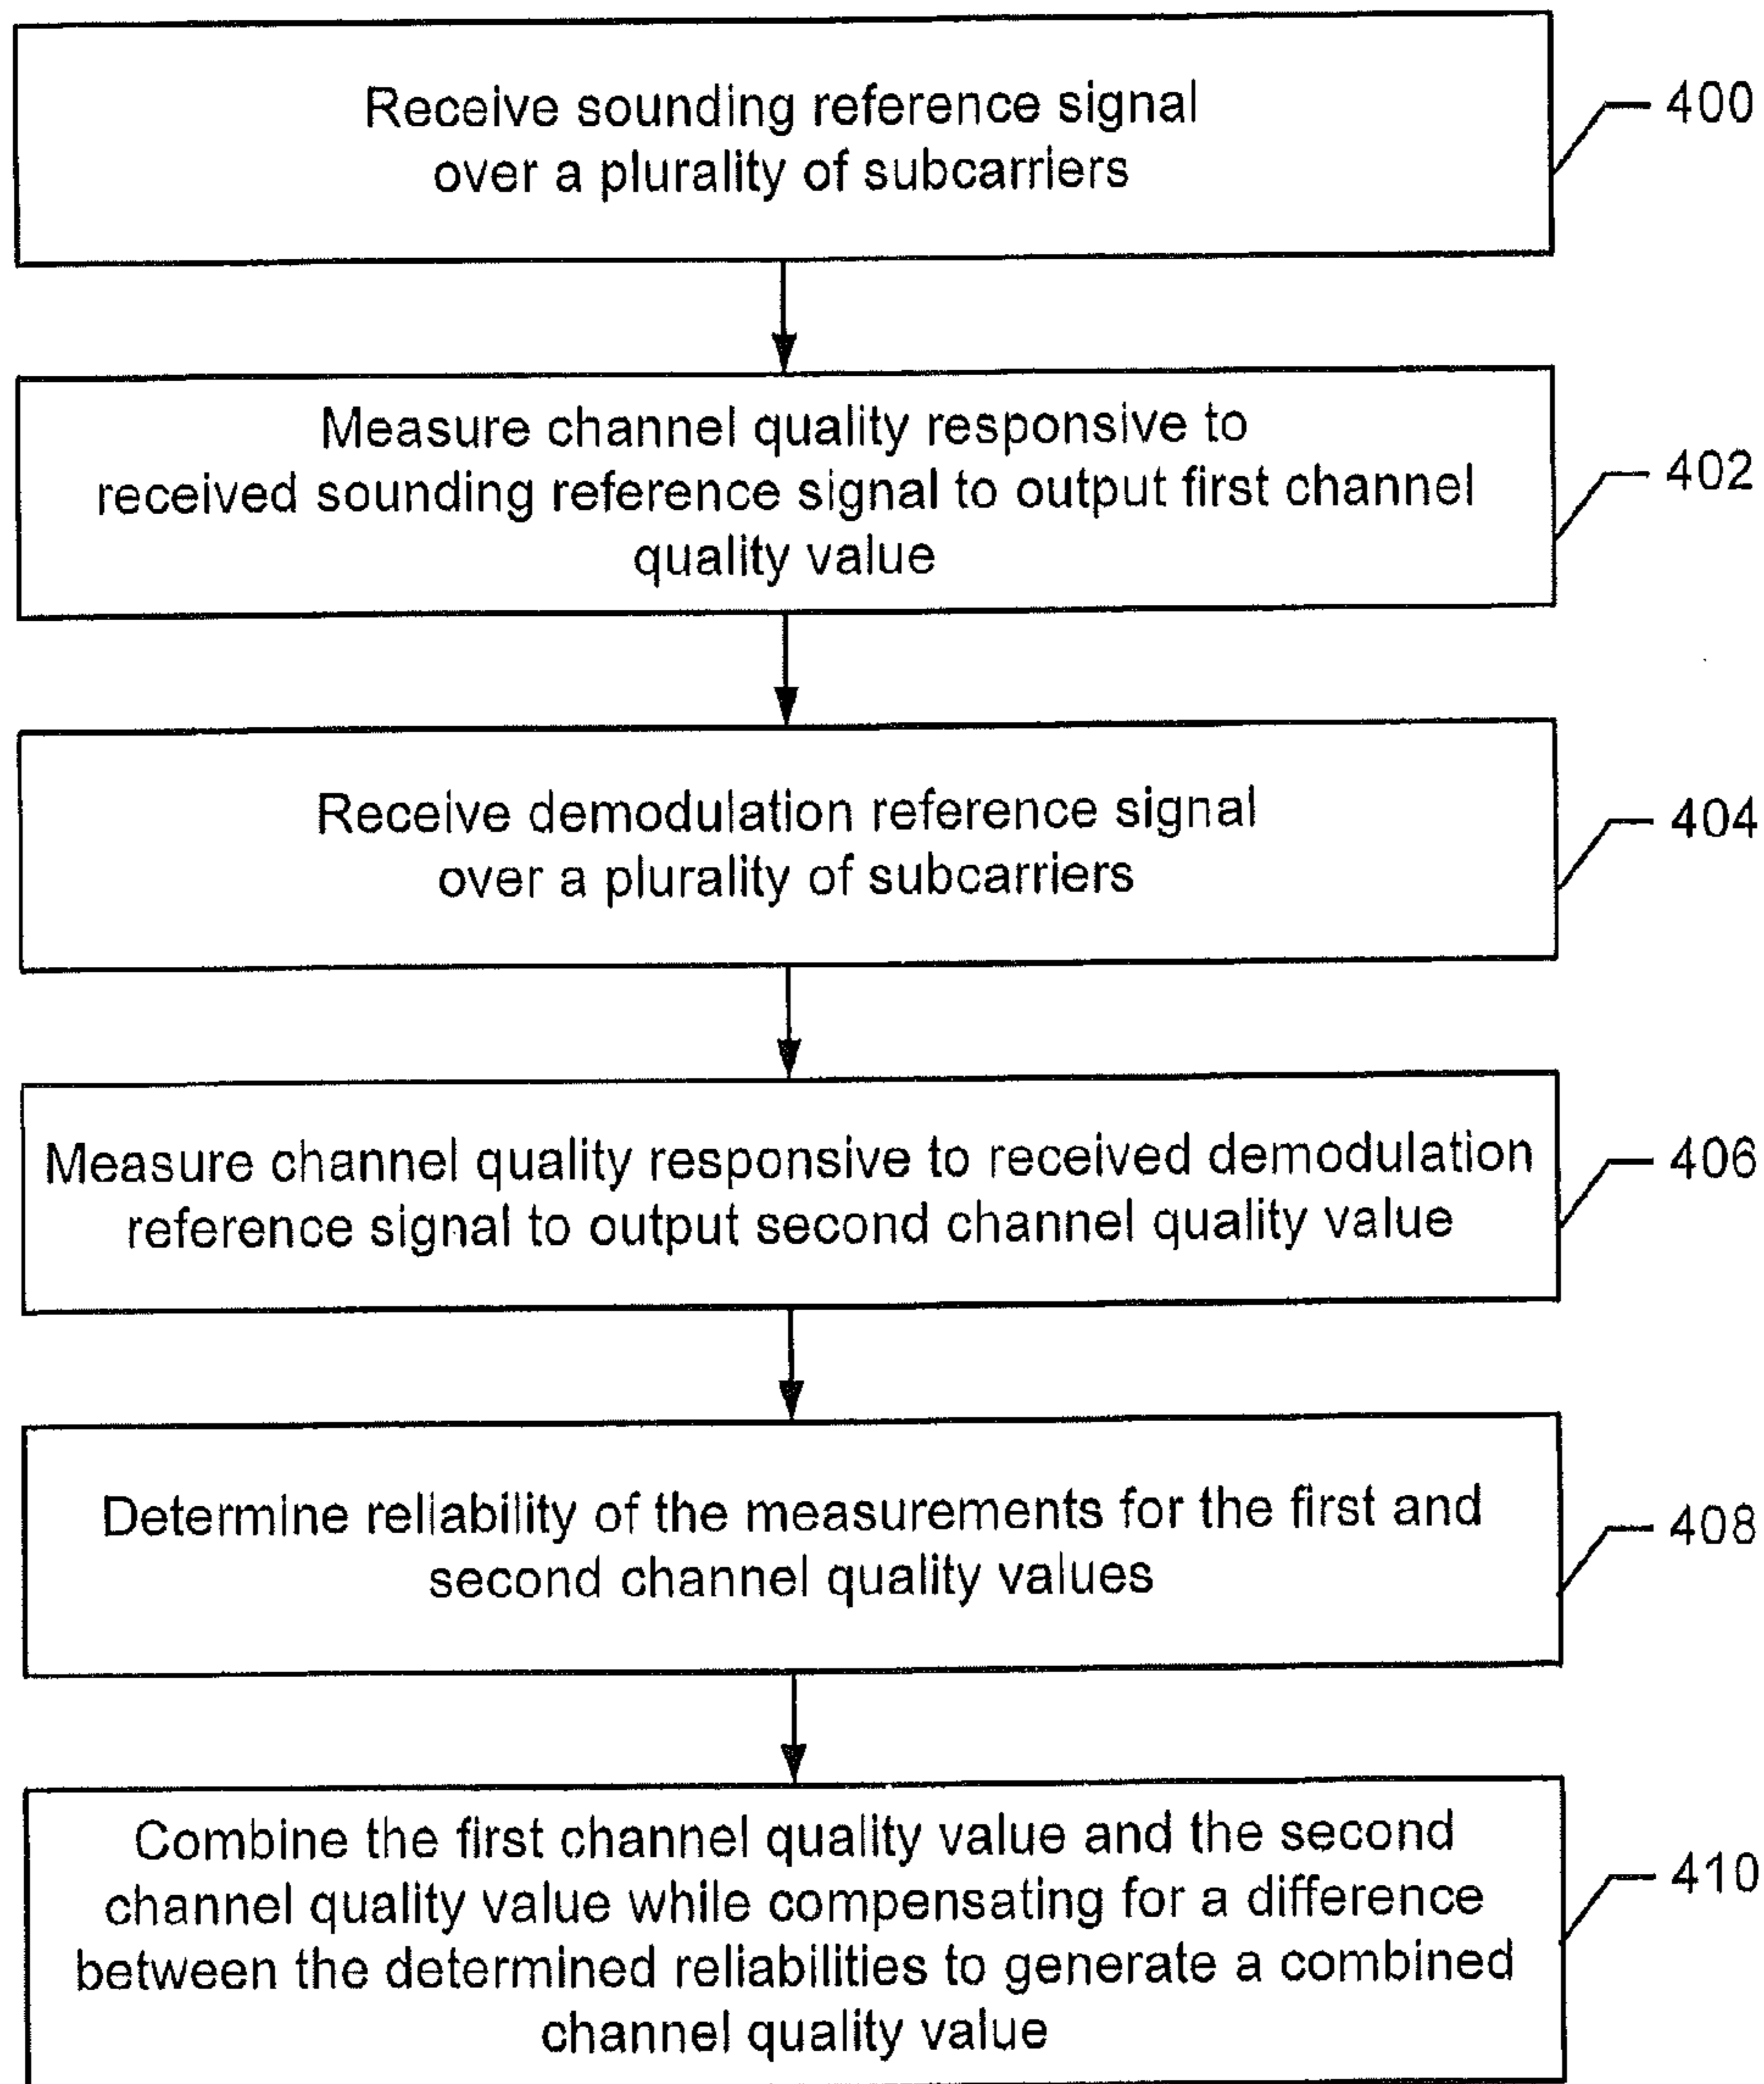 Receive sounding reference signal
over a plurality of subcarriers
400
Measure channel quality responsive to
received sounding reference signal to output first channel
quality value
402
Receive demodulation reference signal
over a plurality of subcarriers
404
Measure channel quality responsive to received demodulation
reference signal to output second channel quality value
406
Determine reliability of the measurements for the first and
second channel quality values
408
Combine the first channel quality value and the second
channel quality value while compensating for a difference
between the determined reliabilities to generate a combined
channel quality value
410